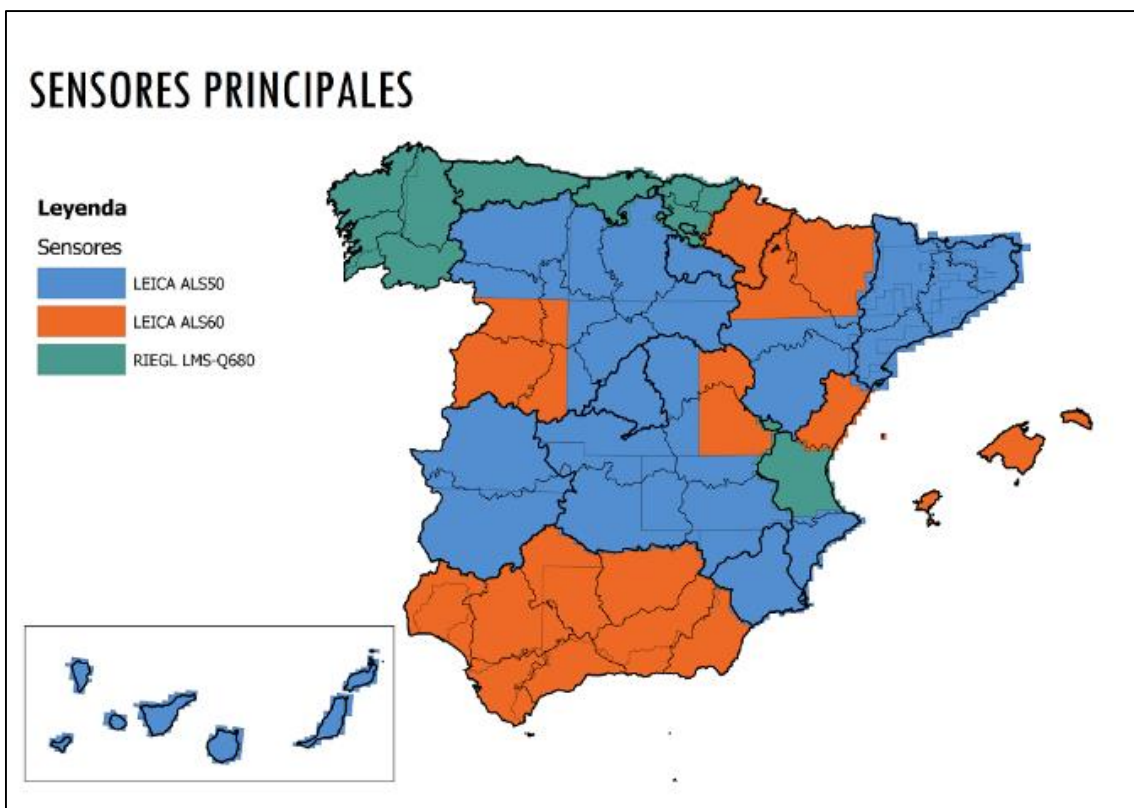 SENSORES PRINCIPALES
Leyenda
Sensores
LEICA ALS50
LEICA ALS60
RIEGL LMS-Q680